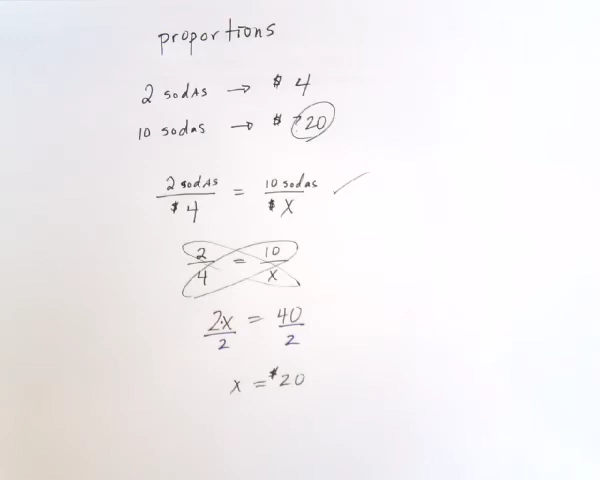 proportions
2 sodas → $ 4
10 sodas → $ ? 20
2 sodas / $ 4 = 10 sodas / $ X ✓
2 / 4 = 10 / x
2·x / 2 = 40 / 2
x = $20